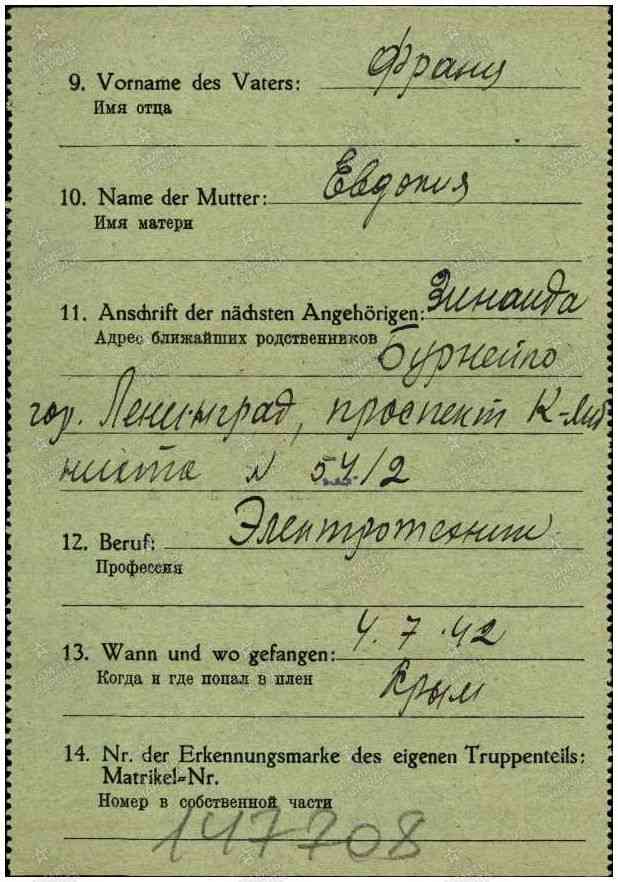 9. Vorname des Vaters: Франц
Имя отца
10. Name der Mutter: Евдокия
Имя матери
11. Anschrift der nächsten Angehörigen: Зинаида
Адрес ближайших родственников Бурнейко
гор. Ленинград, проспект К-Либ-
кнехта N 54/2
12. Beruf: Электротехник
Профессия
13. Wann und wo gefangen: 4.7.42
Когда и где попал в плен Крым
14. Nr. der Erkennungsmarke des eigenen Truppenteils:
Matrikel=Nr.
Номер в собственной части
147708